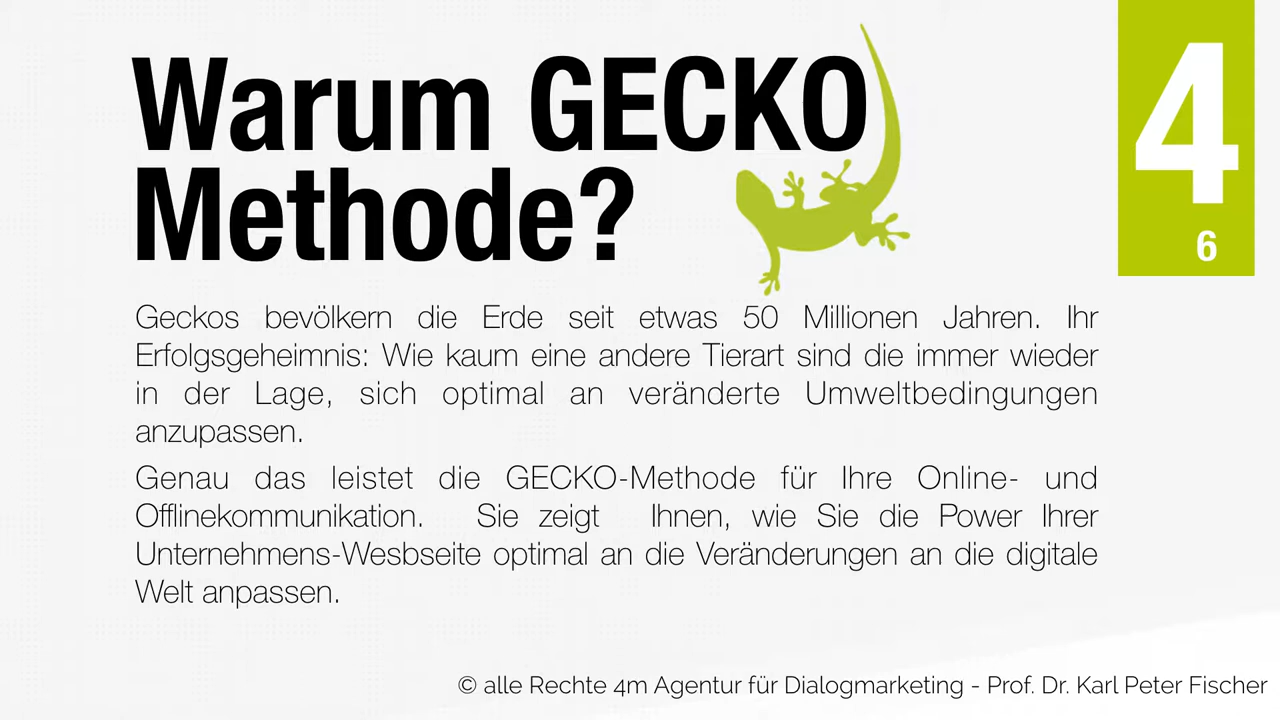 Warum GECKO
Methode?
4
6
Geckos bevölkern die Erde seit etwas 50 Millionen Jahren. Ihr
Erfolgsgeheimnis: Wie kaum eine andere Tierart sind die immer wieder
in der Lage, sich optimal an veränderte Umweltbedingungen
anzupassen.
Genau das leistet die GECKO-Methode für Ihre Online- und
Offlinekommunikation. Sie zeigt Ihnen, wie Sie die Power Ihrer
Unternehmens-Wesbseite optimal an die Veränderungen an die digitale
Welt anpassen.
© alle Rechte 4m Agentur für Dialogmarketing - Prof. Dr. Karl Peter Fischer